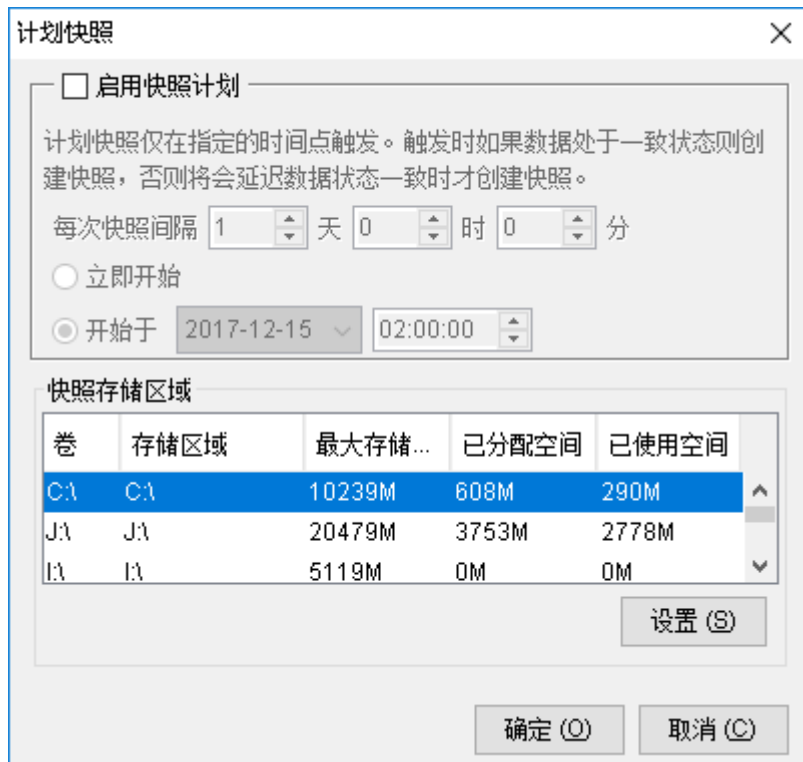 计划快照
启用快照计划
计划快照仅在指定的时间点触发。触发时如果数据处于一致状态则创
建快照，否则将会延迟数据状态一致时才创建快照。
每次快照间隔 1 天 0 时 0 分
立即开始
开始于 2017-12-15 02:00:00
快照存储区域
卷 存储区域 最大存储... 已分配空间 已使用空间
C:\ C:\ 10239M 608M 290M
J:\ J:\ 20479M 3753M 2778M
I:\ I:\ 5119M 0M 0M
设置 (S)
确定 (O) 取消 (C)